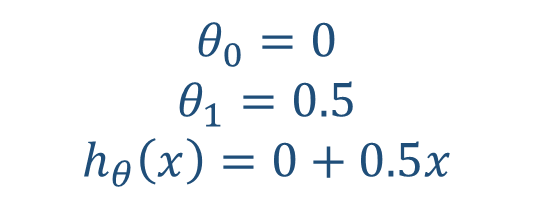 θ₀ = 0
θ₁ = 0.5
h_θ(x) = 0 + 0.5x